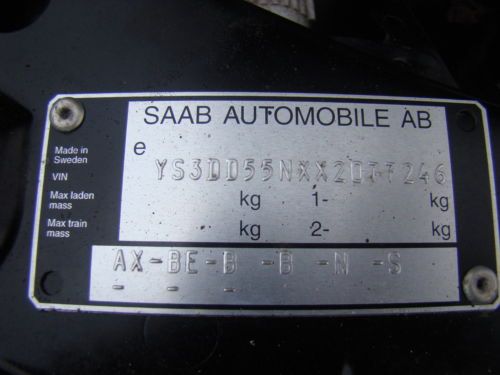 SAAB AUTOMOBILE AB
Made in
Sweden
e
VIN
YS3DD55NXX2077246
Max laden
mass
kg 1- kg
Max train
mass
kg 2- kg
AX-BE-B -B -N -S
- - -